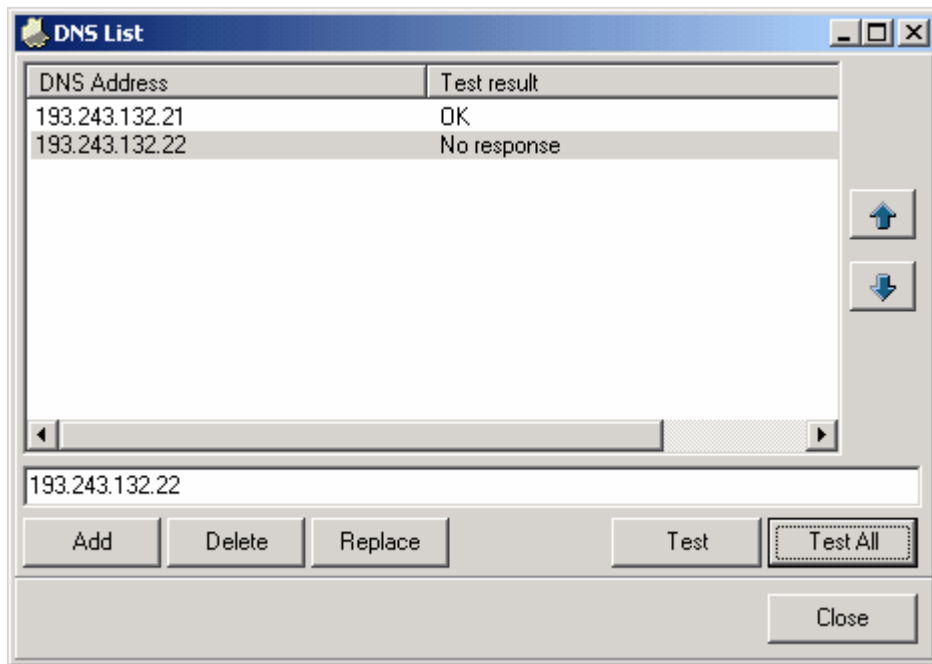 DNS List
DNS Address Test result
193.243.132.21 OK
193.243.132.22 No response
193.243.132.22
Add Delete Replace Test Test All
Close